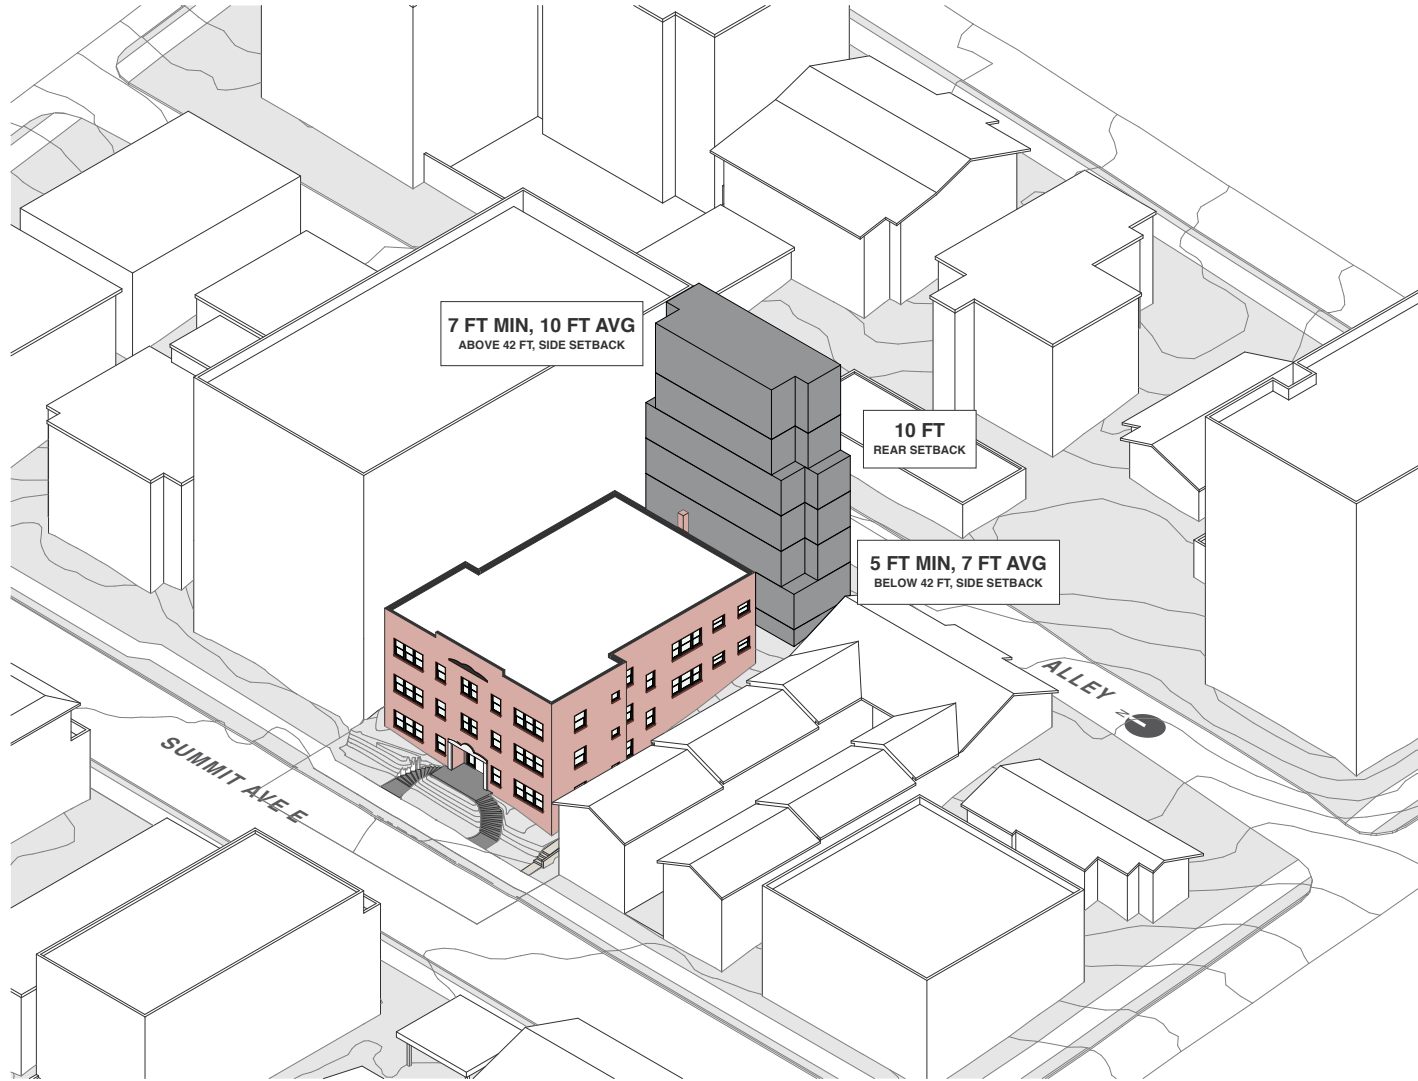 7 FT MIN, 10 FT AVG
ABOVE 42 FT, SIDE SETBACK
10 FT
REAR SETBACK
5 FT MIN, 7 FT AVG
BELOW 42 FT, SIDE SETBACK
ALLEY
N
SUMMIT AVE E